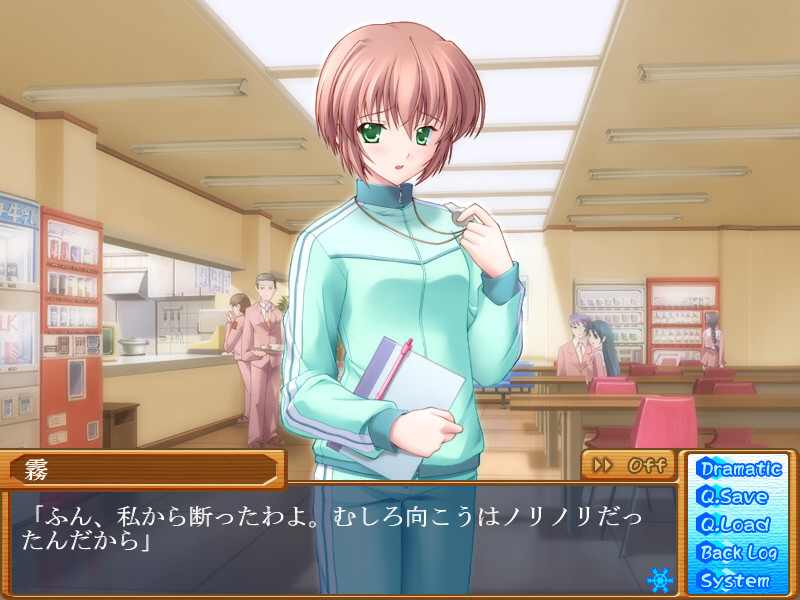 霧
▷▷ Off
「ふん、私から断ったわよ。むしろ向こうはノリノリだっ
たんだから」
Dramatic
Q.Save
Q.Load
Back Log
System